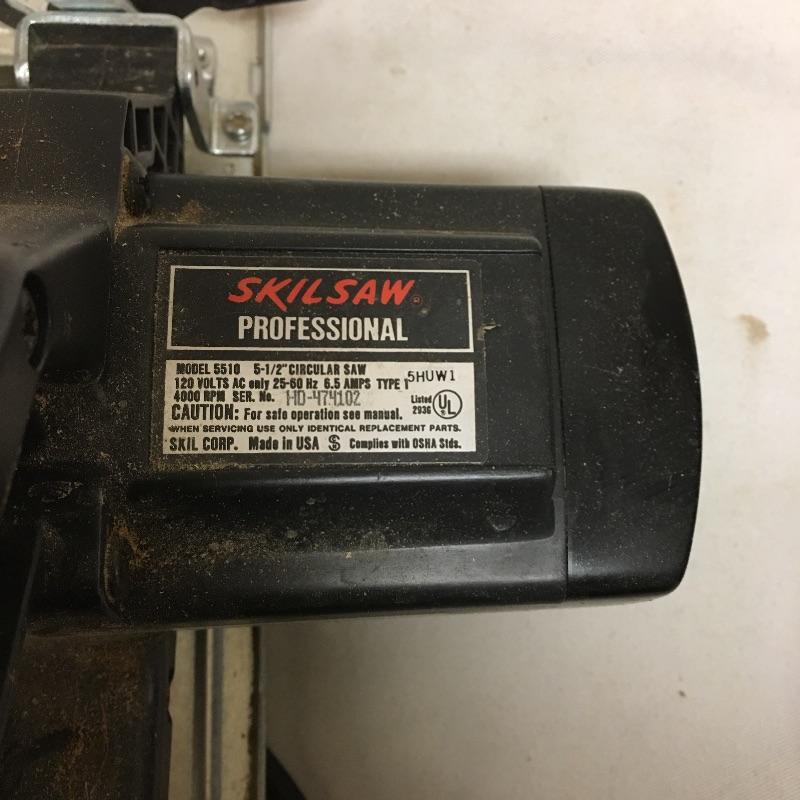 SKILSAW®
PROFESSIONAL
MODEL 5510 5-1/2" CIRCULAR SAW
120 VOLTS AC only 25-60 Hz 6.5 AMPS TYPE 1 5HUW1
4000 RPM SER. No. HD-474102 Listed 293G UL
CAUTION: For safe operation see manual.
WHEN SERVICING USE ONLY IDENTICAL REPLACEMENT PARTS.
SKIL CORP. Made in USA S Complies with OSHA Stds.